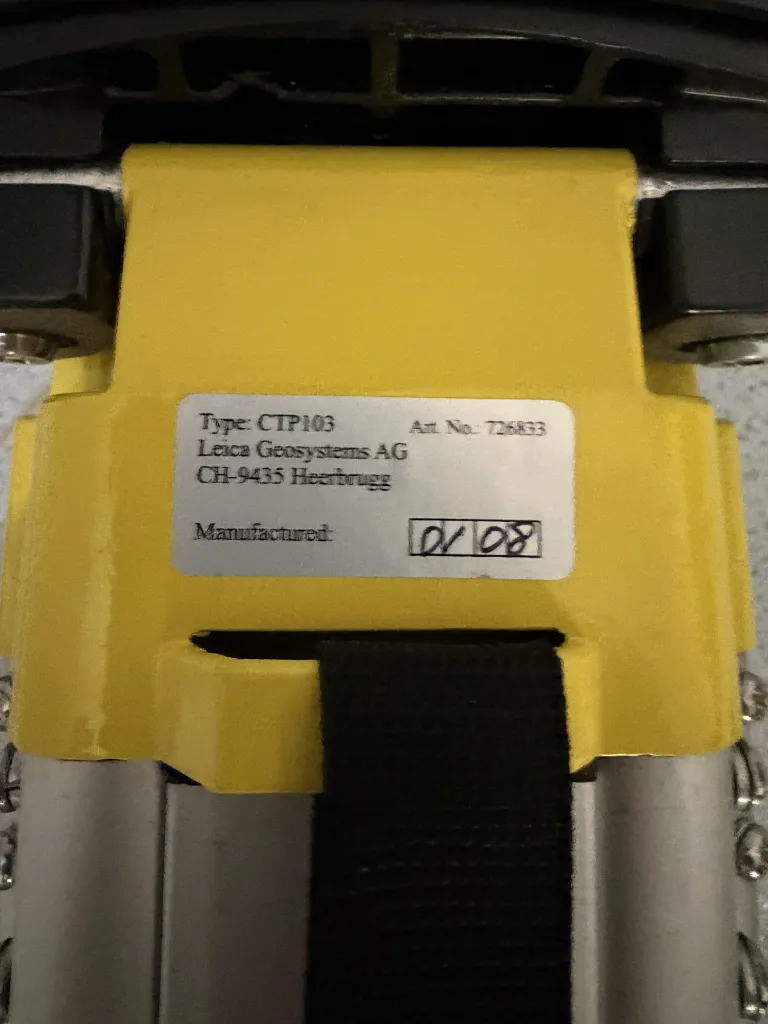 Type: CTP103 Art. No.: 726833
Leica Geosystems AG
CH-9435 Heerbrugg
Manufactured: 01 08